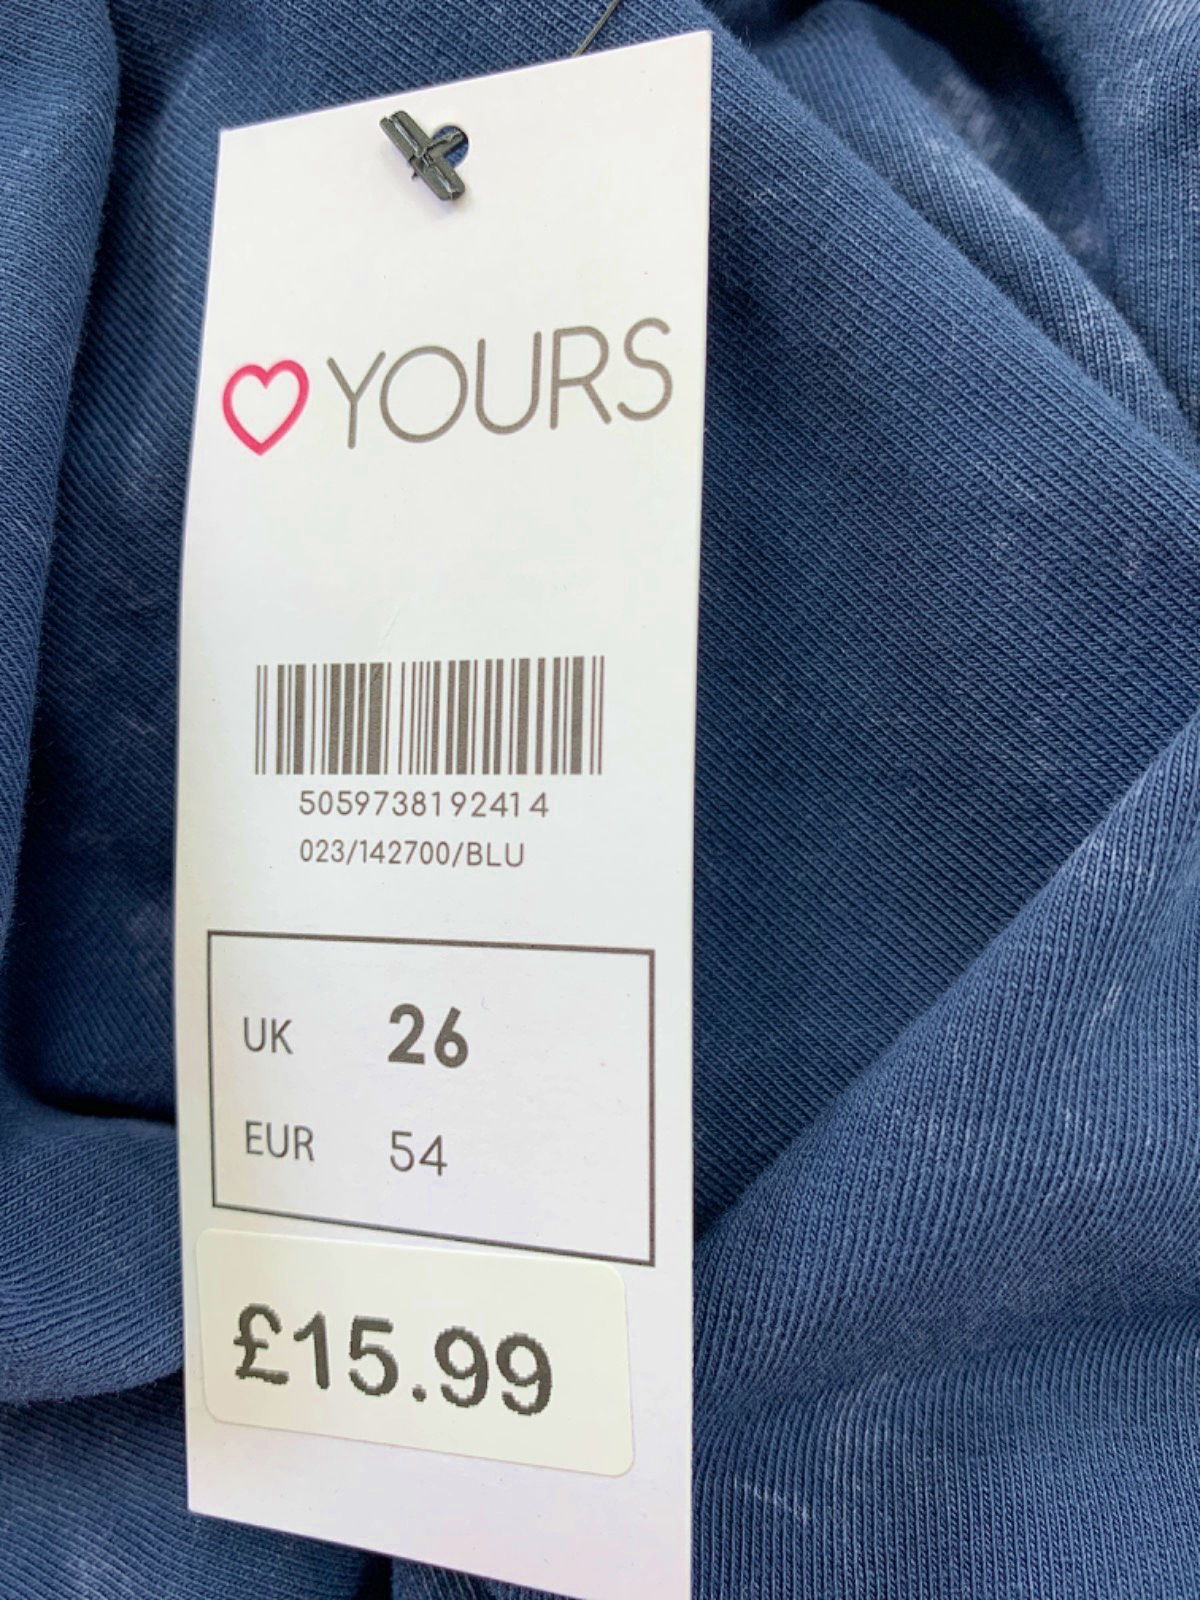 YOURS
5059738192414
023/142700/BLU
UK 26
EUR 54
£15.99